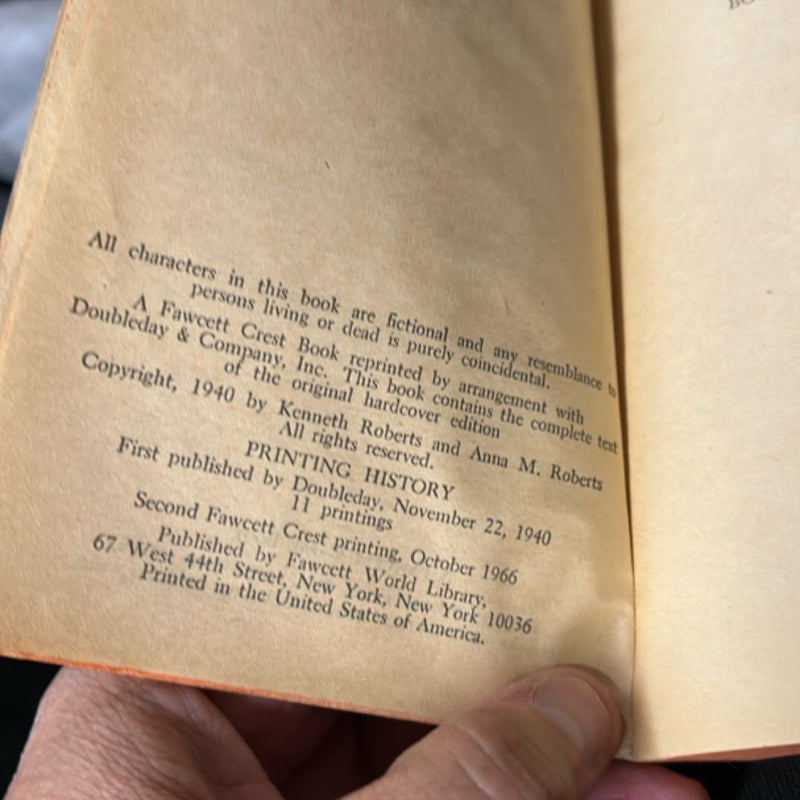 All characters in this book are fictional and any resemblance to
persons living or dead is purely coincidental.
A Fawcett Crest Book reprinted by arrangement with
Doubleday & Company, Inc. This book contains the complete text
of the original hardcover edition
Copyright, 1940 by Kenneth Roberts and Anna M. Roberts
All rights reserved.
PRINTING HISTORY
First published by Doubleday, November 22, 1940
11 printings
Second Fawcett Crest printing, October 1966
Published by Fawcett World Library,
67 West 44th Street, New York, New York 10036
Printed in the United States of America.